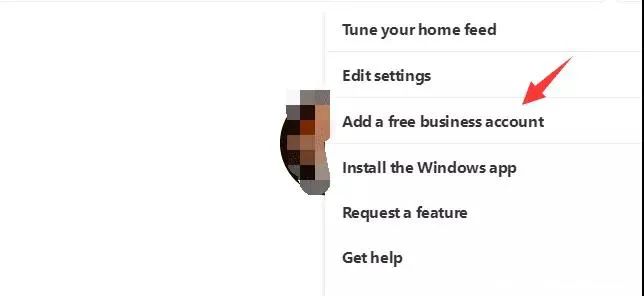 Tune your home feed
Edit settings
Add a free business account
Install the Windows app
Request a feature
Get help